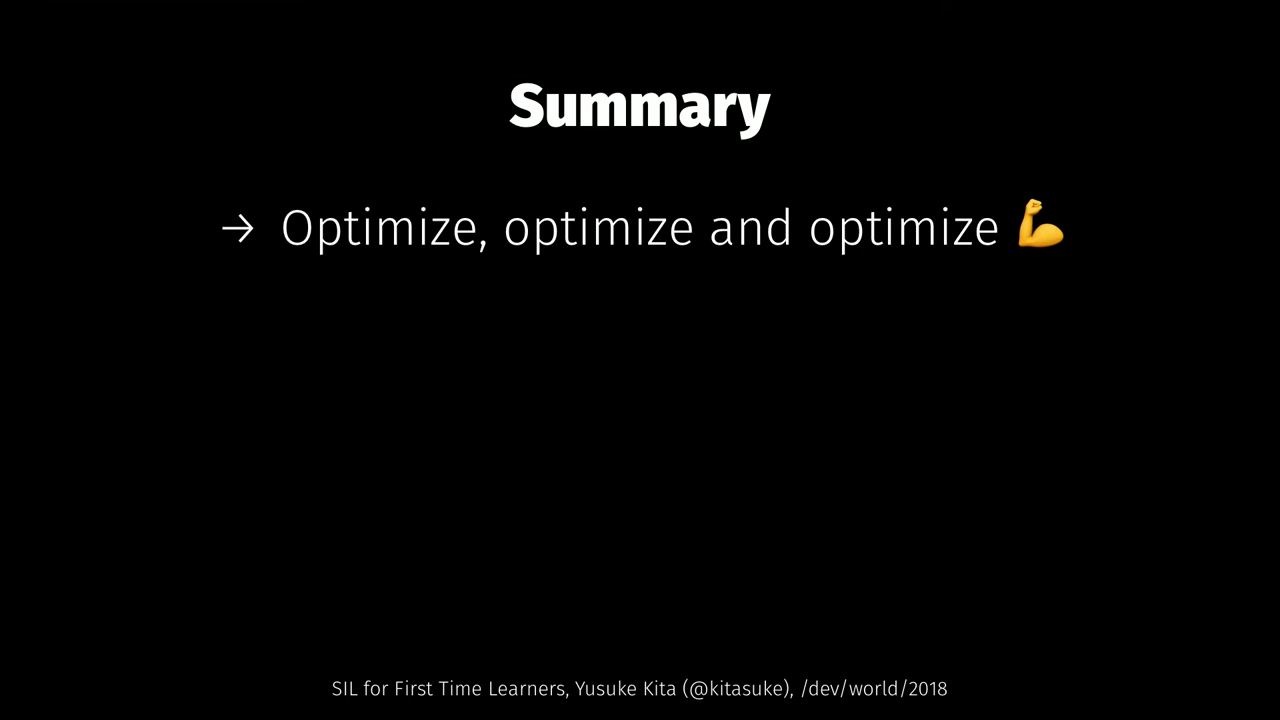 Summary
→ Optimize, optimize and optimize 💪
SIL for First Time Learners, Yusuke Kita (@kitasuke), /dev/world/2018